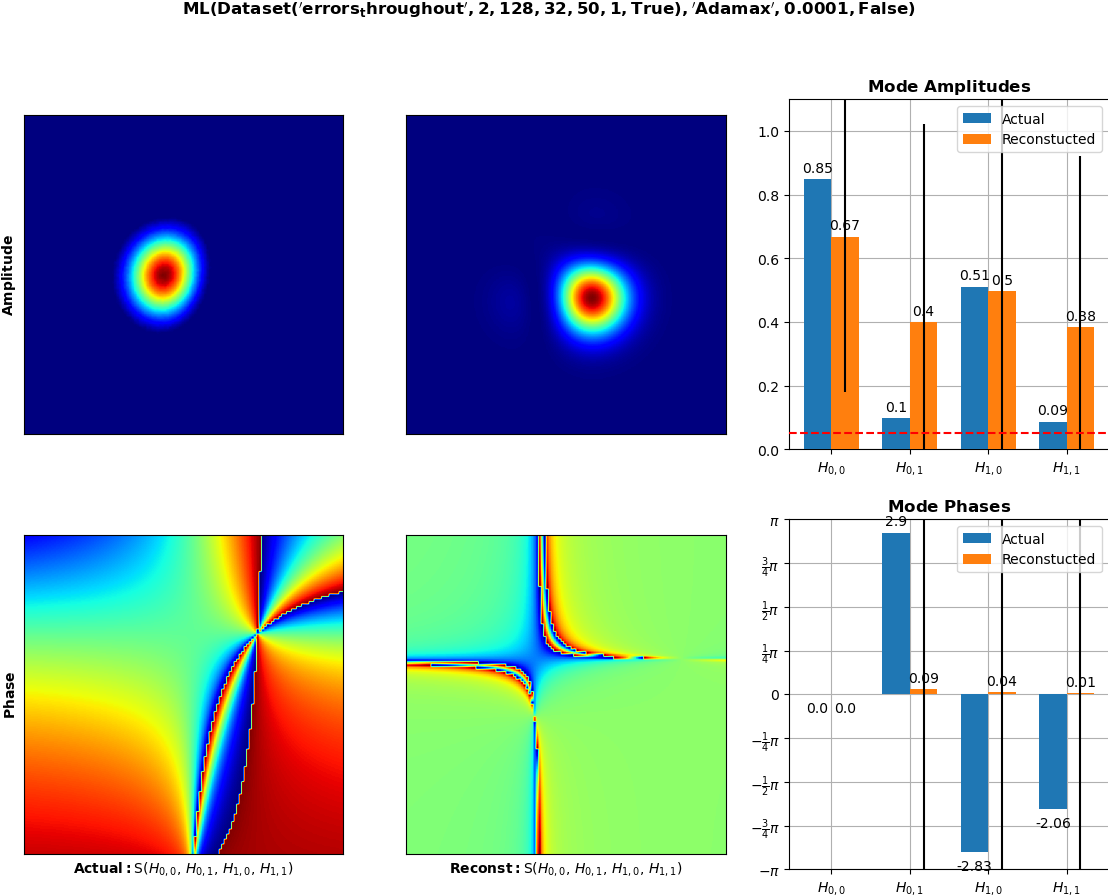 ML(Dataset('errors_throughout', 2, 128, 32, 50, 1, True), 'Adamax', 0.0001, False)
Amplitude
Mode Amplitudes
Actual
Reconstucted
1.0
0.8
0.6
0.4
0.2
0.0
0.85
0.67
0.1
0.4
0.51
0.5
0.09
0.38
H0,0
H0,1
H1,0
H1,1
Phase
Actual: S(H0,0, H0,1, H1,0, H1,1)
Reconst: S(H0,0, H0,1, H1,0, H1,1)
Mode Phases
Actual
Reconstucted
π
3/4π
1/2π
1/4π
0
−1/4π
−1/2π
−3/4π
−π
0.0
0.0
2.9
0.09
-2.83
0.04
-2.06
0.01
H0,0
H0,1
H1,0
H1,1